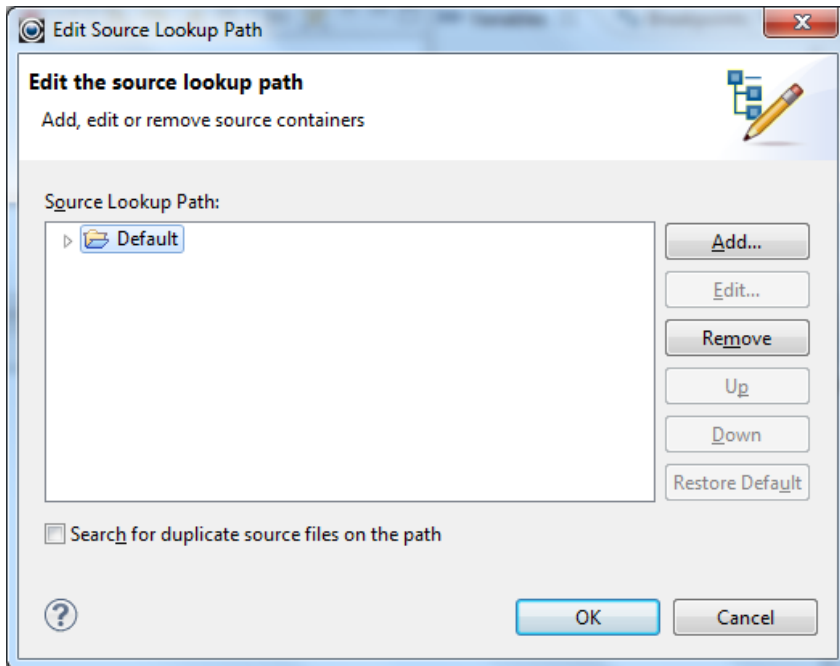 Edit Source Lookup Path
Edit the source lookup path
Add, edit or remove source containers
Source Lookup Path:
Default
Add...
Edit...
Remove
Up
Down
Restore Default
Search for duplicate source files on the path
OK
Cancel